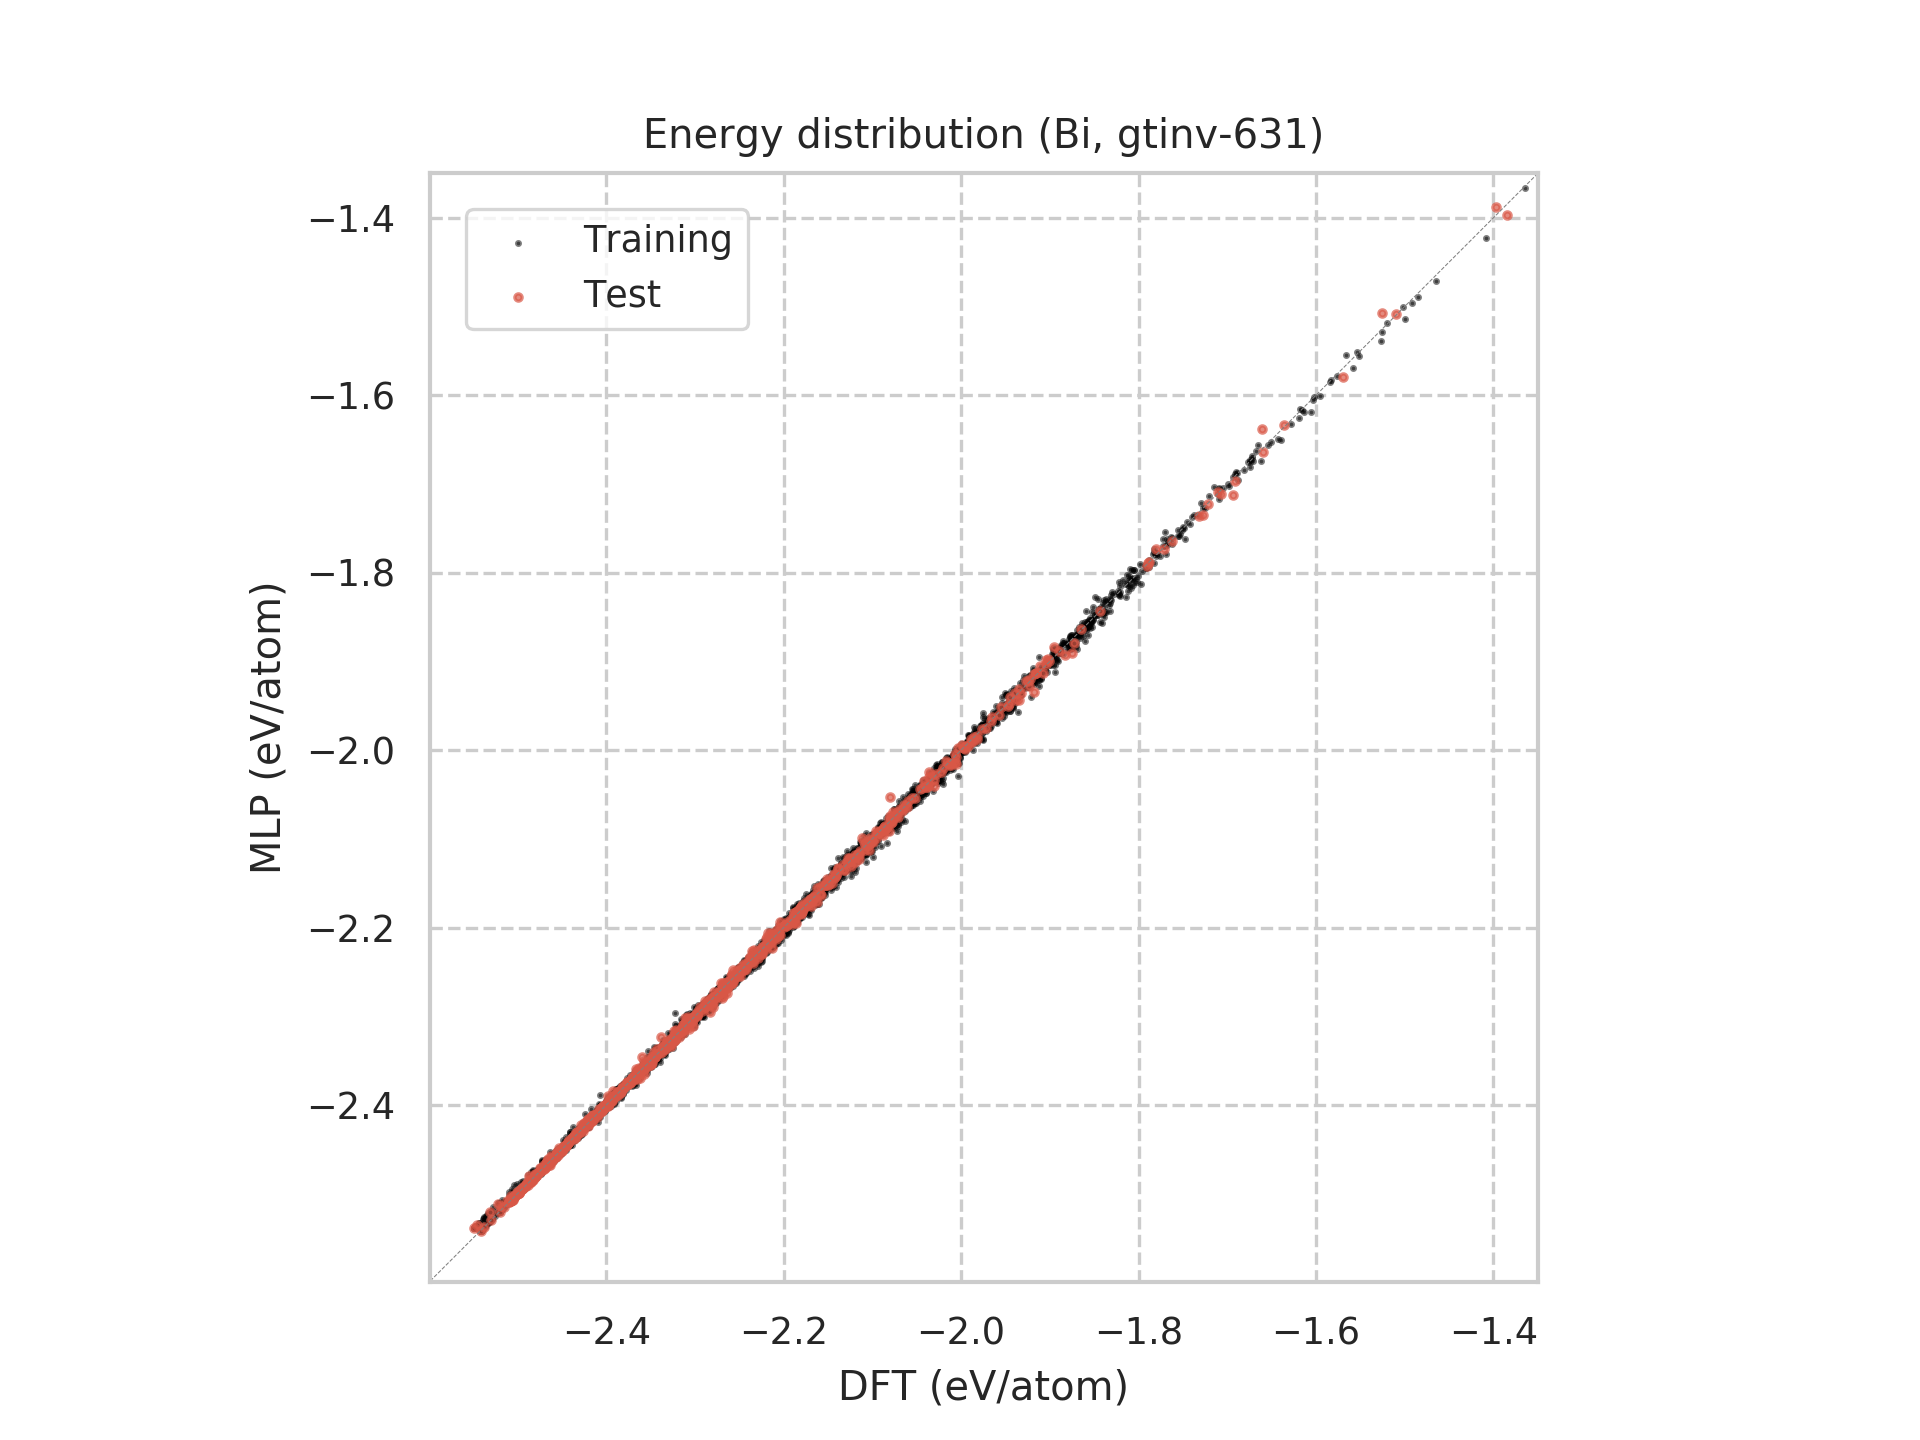 Energy distribution (Bi, gtinv-631)
Training
Test
−1.4
−1.6
−1.8
−2.0
−2.2
−2.4
MLP (eV/atom)
−2.4 −2.2 −2.0 −1.8 −1.6 −1.4
DFT (eV/atom)